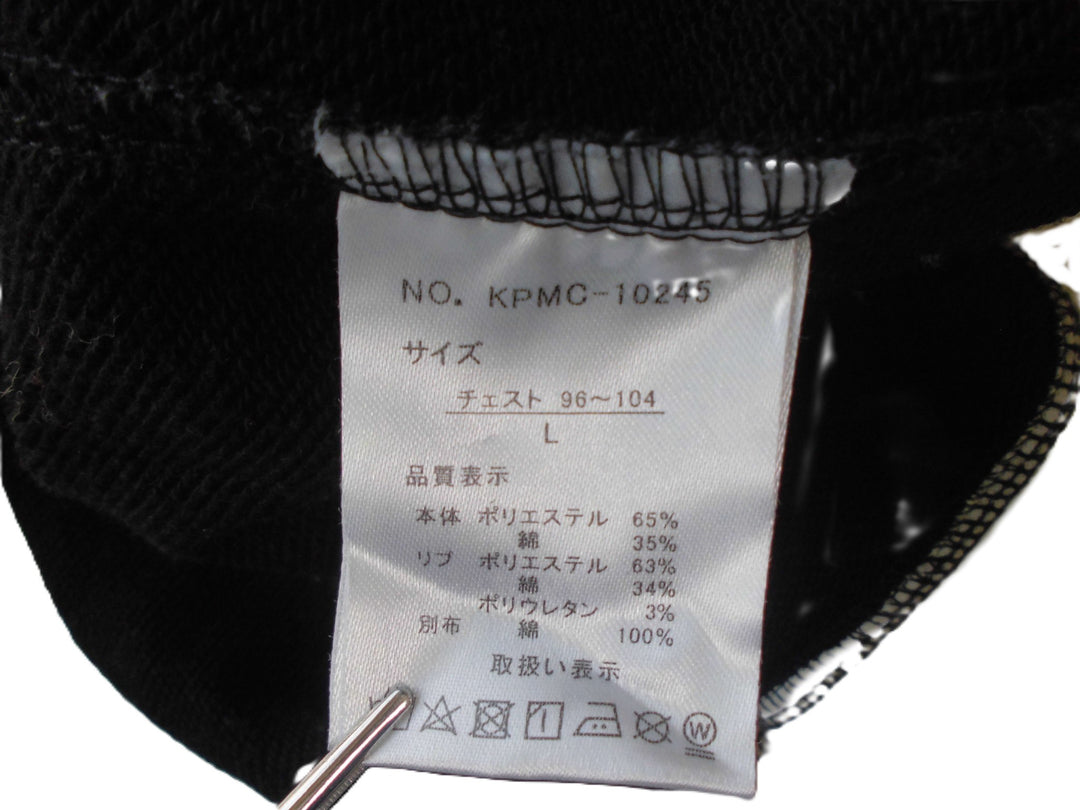 NO. KPMC-10245
サイズ
チェスト 96～104
L
品質表示
本体 ポリエステル 65%
綿 35%
リブ ポリエステル 63%
綿 34%
ポリウレタン 3%
別布 綿 100%
取扱い表示
W